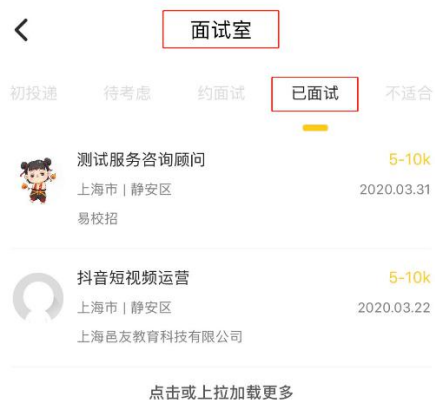 面试室
初投递 待考虑 约面试 已面试 不适合
测试服务咨询顾问 5-10k
上海市 | 静安区 2020.03.31
易校招
抖音短视频运营 5-10k
上海市 | 静安区 2020.03.22
上海邑友教育科技有限公司
点击或上拉加载更多